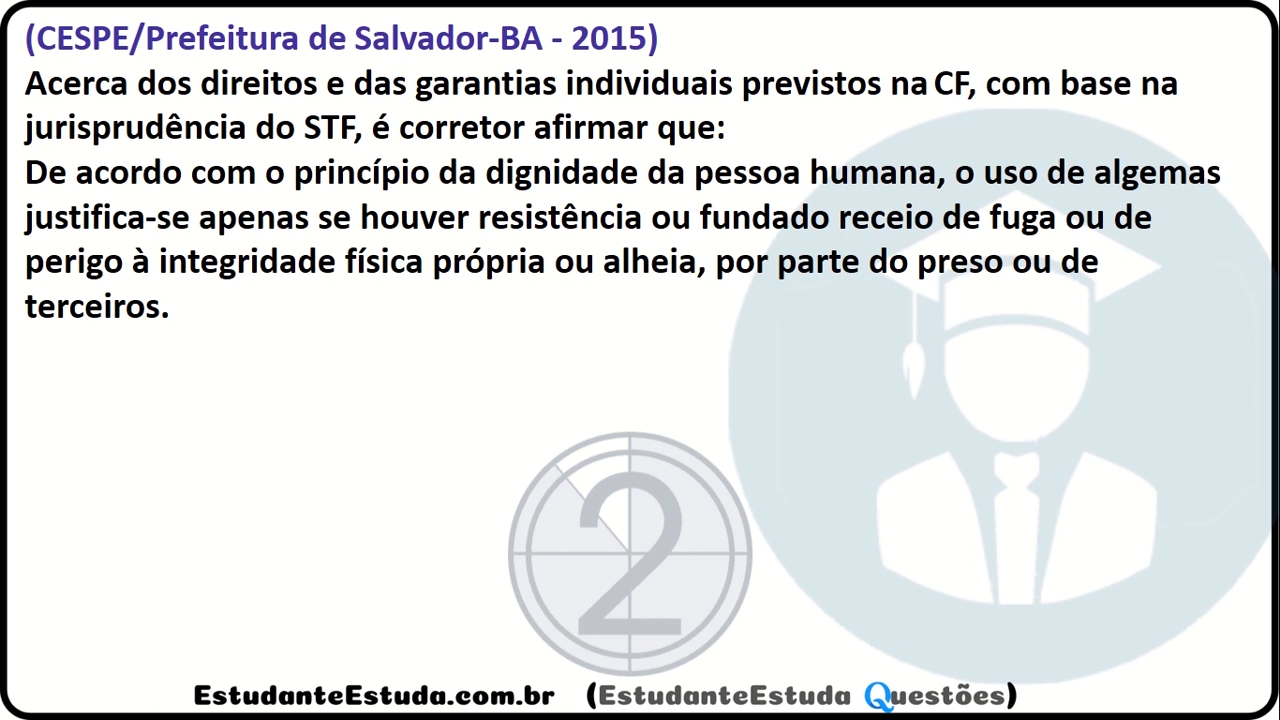 (CESPE/Prefeitura de Salvador-BA - 2015)
Acerca dos direitos e das garantias individuais previstos na CF, com base na
jurisprudência do STF, é corretor afirmar que:
De acordo com o princípio da dignidade da pessoa humana, o uso de algemas
justifica-se apenas se houver resistência ou fundado receio de fuga ou de
perigo à integridade física própria ou alheia, por parte do preso ou de
terceiros.
2
EstudanteEstuda.com.br (EstudanteEstuda Questões)